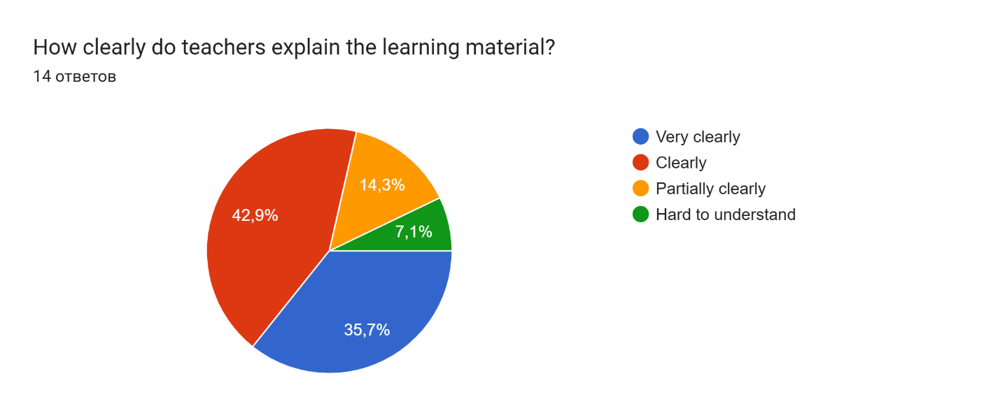 How clearly do teachers explain the learning material?
14 ответов
Very clearly
Clearly
Partially clearly
Hard to understand
14,3%
42,9%
7,1%
35,7%